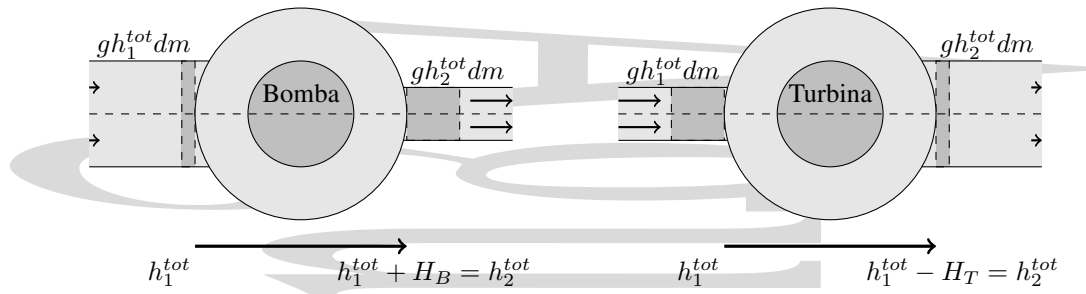 $gh_1^{tot}dm$ $gh_2^{tot}dm$ $gh_1^{tot}dm$ $gh_2^{tot}dm$
Bomba Turbina
$h_1^{tot}$ $h_1^{tot} + H_B = h_2^{tot}$ $h_1^{tot}$ $h_1^{tot} - H_T = h_2^{tot}$